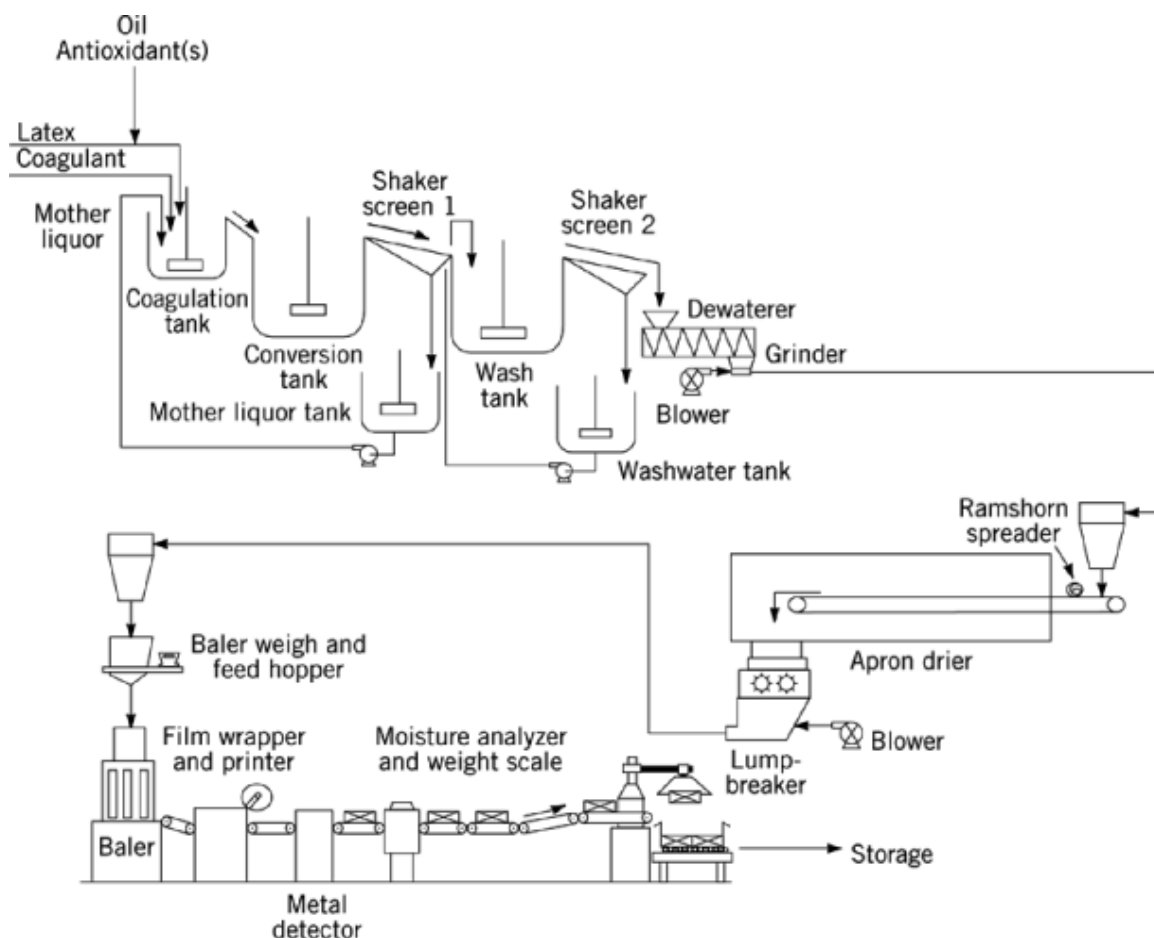 Oil
Antioxidant(s)
Latex
Coagulant
Mother
liquor
Coagulation
tank
Conversion
tank
Shaker
screen 1
Mother liquor tank
Wash
tank
Shaker
screen 2
Dewaterer
Grinder
Blower
Washwater tank
Ramshorn
spreader
Apron drier
Blower
Lump-
breaker
Baler weigh and
feed hopper
Film wrapper
and printer
Moisture analyzer
and weight scale
Baler
Metal
detector
Storage